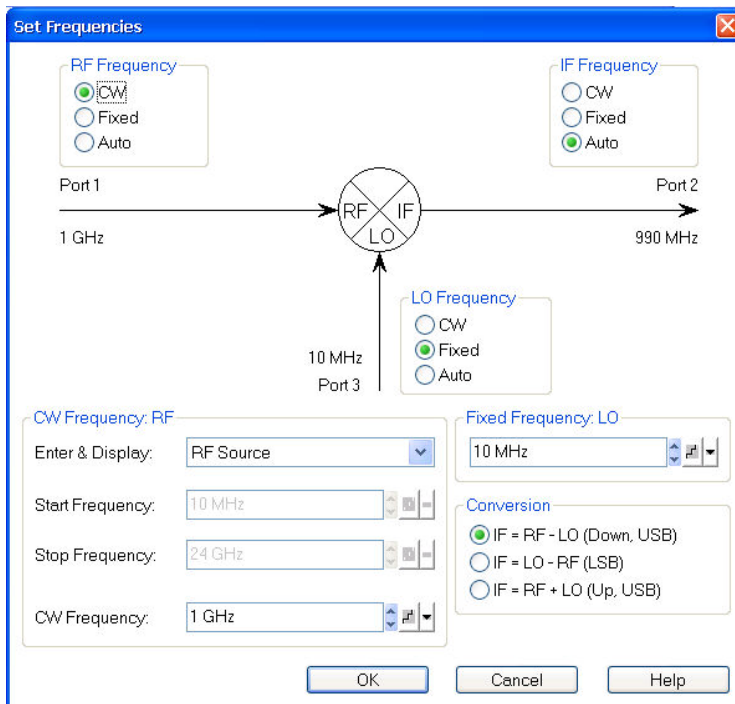 Set Frequencies
RF Frequency
CW
Fixed
Auto
IF Frequency
CW
Fixed
Auto
Port 1
Port 2
RF
IF
LO
1 GHz
990 MHz
LO Frequency
CW
Fixed
Auto
10 MHz
Port 3
CW Frequency: RF
Enter & Display:
RF Source
Start Frequency:
10 MHz
Stop Frequency:
24 GHz
CW Frequency:
1 GHz
Fixed Frequency: LO
10 MHz
Conversion
IF = RF - LO (Down, USB)
IF = LO - RF (LSB)
IF = RF + LO (Up, USB)
OK
Cancel
Help